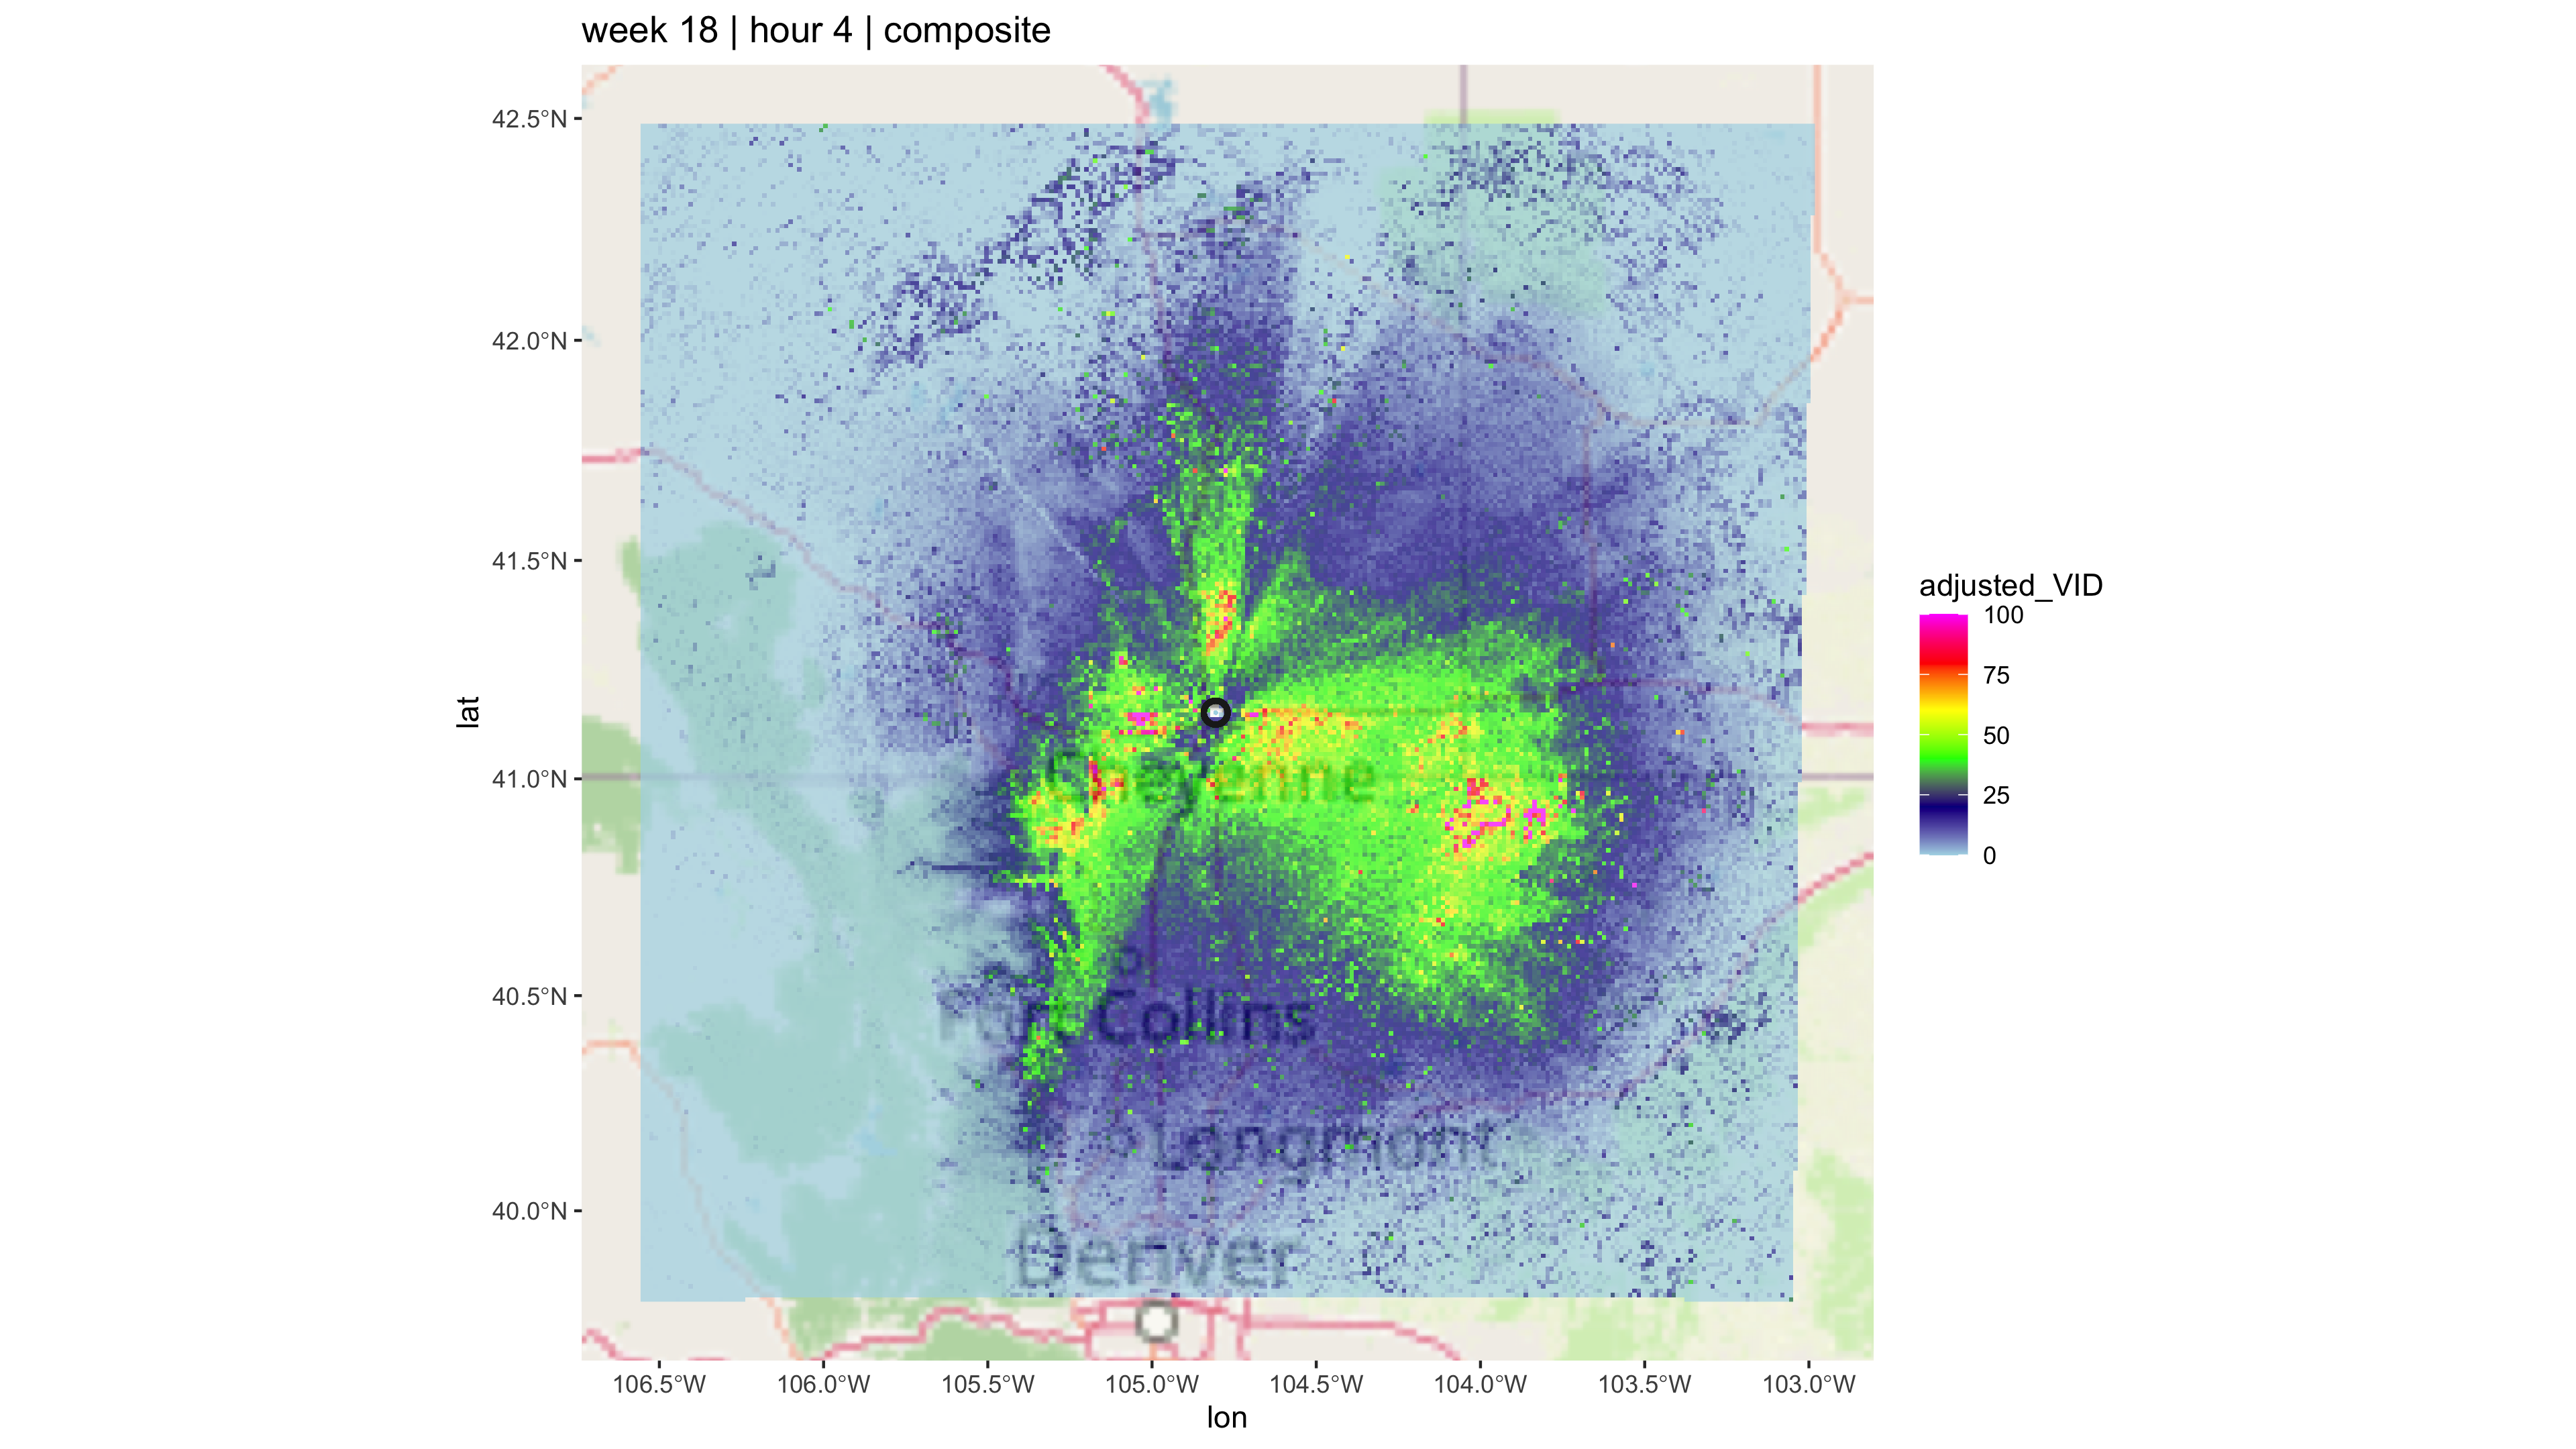 week 18 | hour 4 | composite
42.5°N
42.0°N
41.5°N
41.0°N
40.5°N
40.0°N
lat
Cheyenne
Fort Collins
Longmont
Denver
106.5°W
106.0°W
105.5°W
105.0°W
104.5°W
104.0°W
103.5°W
103.0°W
lon
adjusted_VID
100
75
50
25
0